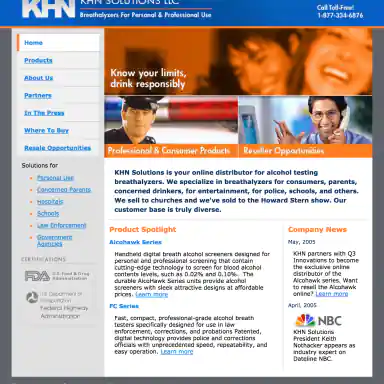 KHN
KHN SOLUTIONS LLC
Breathalyzers For Personal & Professional Use
Call Toll-Free!
1-877-334-6876
Home
Products
About Us
Partners
In The Press
Where To Buy
Resale Opportunities
Solutions for
Personal Use
Concerned Parents
Hospitals
Schools
Law Enforcement
Government
Agencies
CERTIFICATIONS
FDA U.S. Food & Drug
Administration
U.S. Department of
Transportation
Federal Highway
Administration
Know your limits,
drink responsibly
Professional & Consumer Products
Reseller Opportunities
KHN Solutions is your online distributor for alcohol testing
breathalyzers. We specialize in breathalyzers for consumers, parents,
concerned drinkers, for entertainment, for police, schools, and others.
We sell to churches and we've sold to the Howard Stern show. Our
customer base is truly diverse.
Product Spotlight
Alcohawk Series
Handheld digital breath alcohol screeners designed for
personal and professional screening that contain
cutting-edge technology to screen for blood alcohol
contents levels, such as 0.02% and 0.10%. The
durable Alcohawk Series units provide alcohol
screeners with sleek attractive designs at affordable
prices. Learn more
FC Series
Fast, compact, professional-grade alcohol breath
testers specifically designed for use in law
enforcement, corrections, and probations Patented,
digital technology provides police and corrections
officials with unprecedented speed, repeatability, and
easy operation. Learn more
Company News
May, 2005
KHN partners with Q3
Innovations to become
the exclusive online
distributor of the
Alcohawk series, Want
to resell the Alcohawk
online? Learn more
April, 2005
NBC
KHN Solutions
President Keith
Nothacker appears as
industry expert on
Dateline NBC.